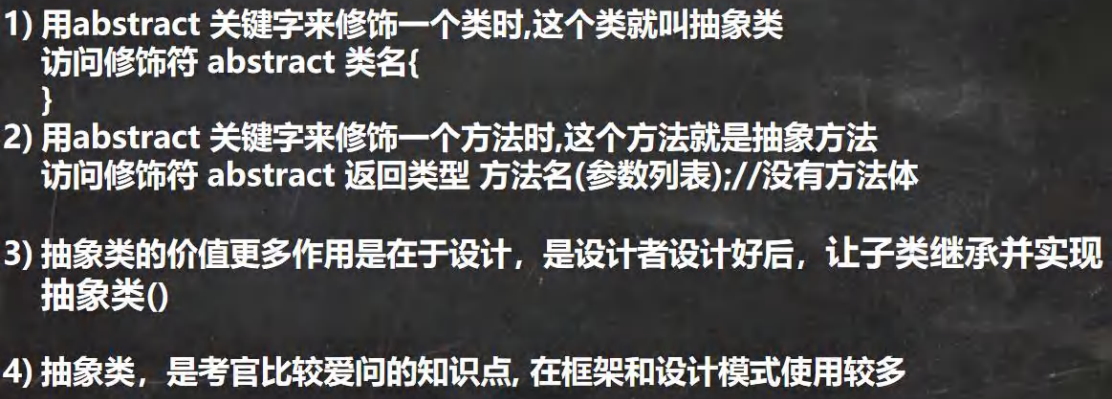 1) 用abstract 关键字来修饰一个类时,这个类就叫抽象类
访问修饰符 abstract 类名{
}
2) 用abstract 关键字来修饰一个方法时,这个方法就是抽象方法
访问修饰符 abstract 返回类型 方法名(参数列表);//没有方法体
3) 抽象类的价值更多作用是在于设计，是设计者设计好后，让子类继承并实现
抽象类()
4) 抽象类，是考官比较爱问的知识点, 在框架和设计模式使用较多